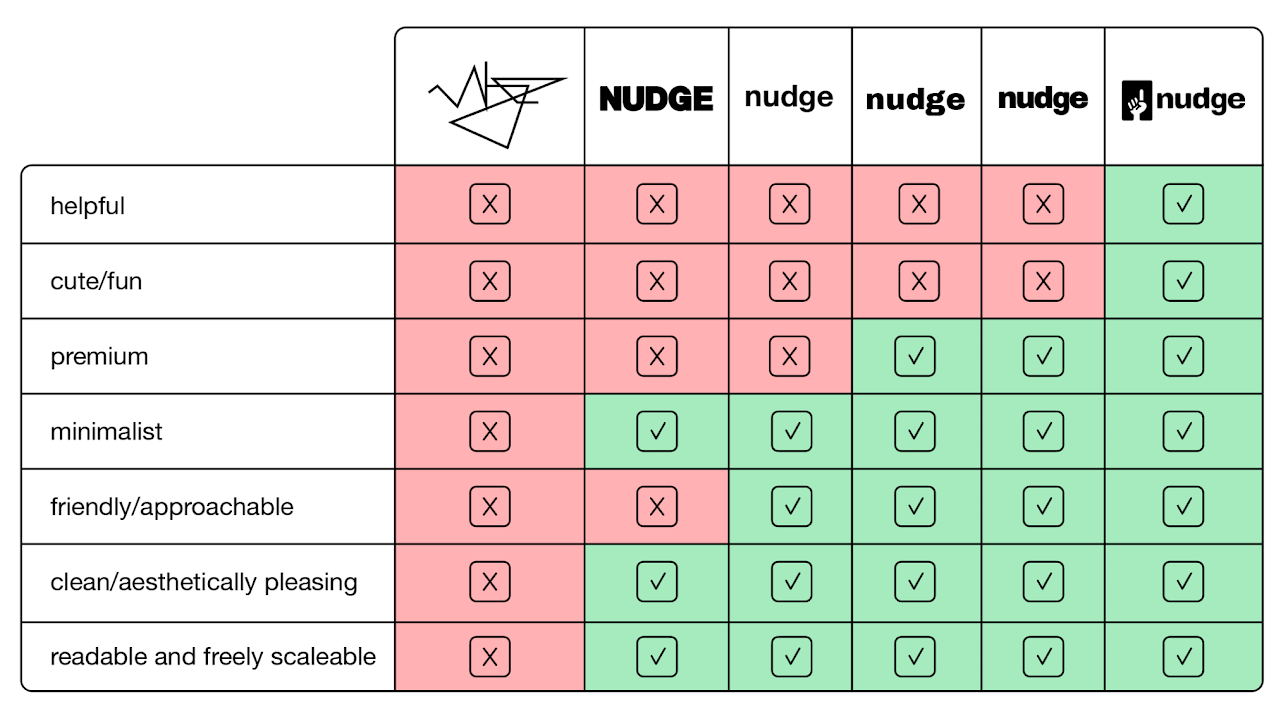 NUDGE nudge nudge nudge nudge
helpful X X X X X ✓
cute/fun X X X X X ✓
premium X X X ✓ ✓ ✓
minimalist X ✓ ✓ ✓ ✓ ✓
friendly/approachable X X ✓ ✓ ✓ ✓
clean/aesthetically pleasing X ✓ ✓ ✓ ✓ ✓
readable and freely scaleable X ✓ ✓ ✓ ✓ ✓